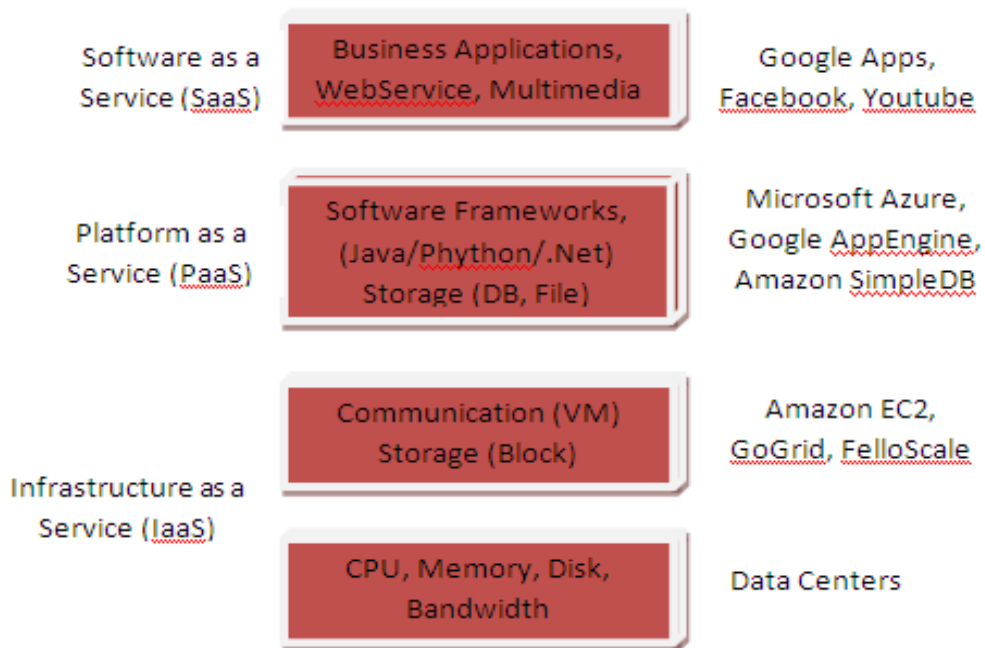 Software as a
Service (SaaS)
Business Applications,
WebService, Multimedia
Google Apps,
Facebook, Youtube
Platform as a
Service (PaaS)
Software Frameworks,
(Java/Phython/.Net)
Storage (DB, File)
Microsoft Azure,
Google AppEngine,
Amazon SimpleDB
Infrastructure as a
Service (IaaS)
Communication (VM)
Storage (Block)
Amazon EC2,
GoGrid, FelloScale
CPU, Memory, Disk,
Bandwidth
Data Centers